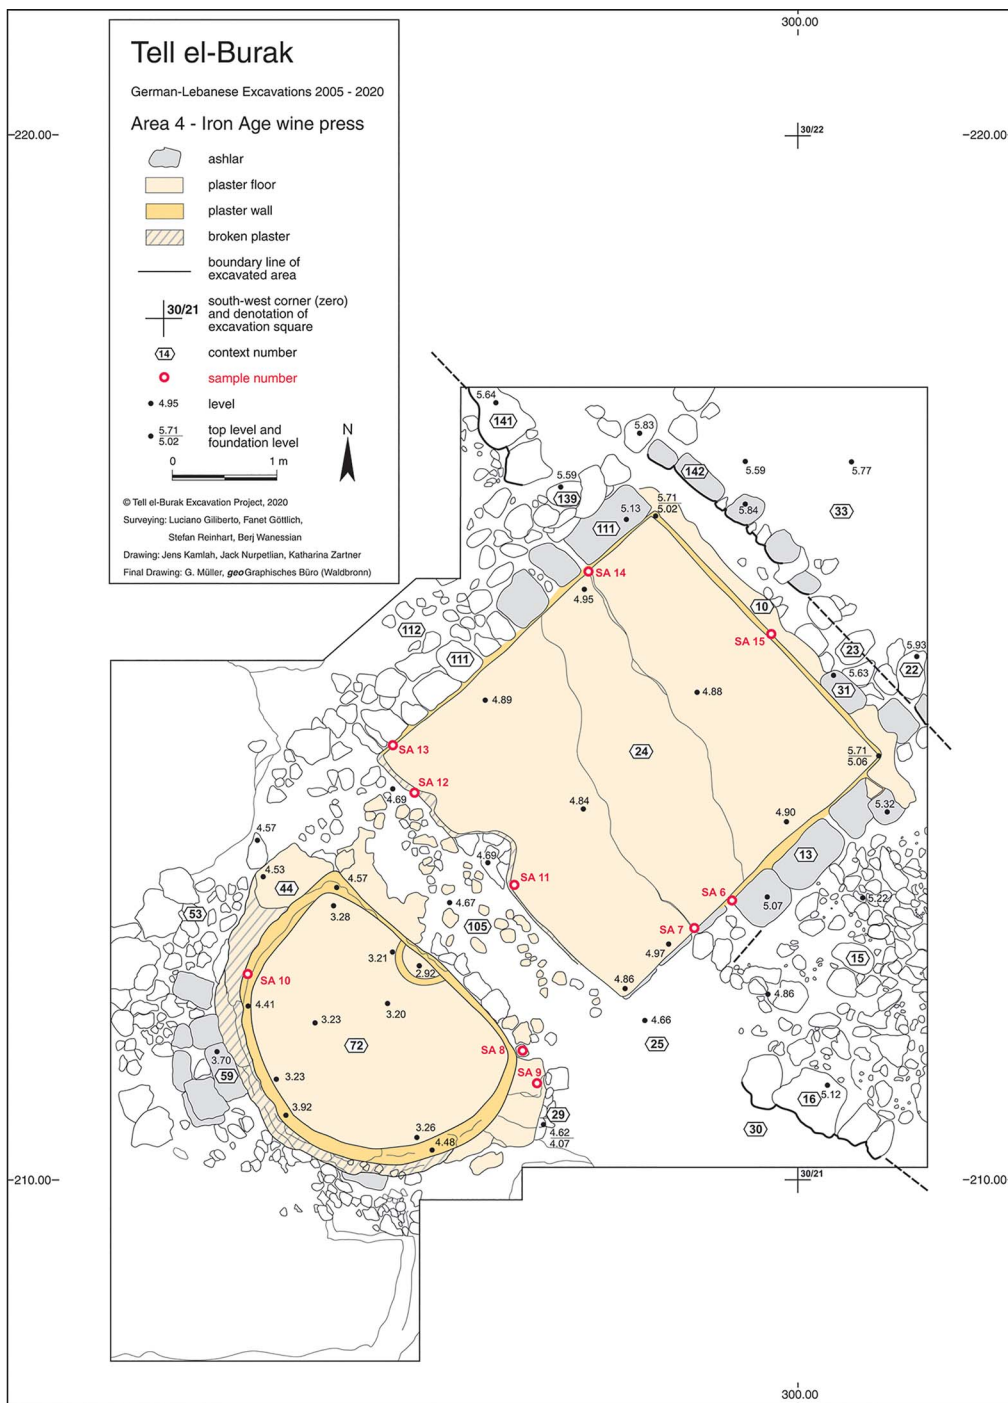 300.00
Tell el-Burak
German-Lebanese Excavations 2005 - 2020
Area 4 - Iron Age wine press
ashlar
plaster floor
plaster wall
broken plaster
boundary line of
excavated area
30/21
south-west corner (zero)
and denotation of
excavation square
14
context number
sample number
4.95
level
5.71
5.02
top level and
foundation level
N
0
1 m
© Tell el-Burak Excavation Project, 2020
Surveying: Luciano Giliberto, Fanet Göttlich,
Stefan Reinhart, Berj Wanessian
Drawing: Jens Kamlah, Jack Nurpetlian, Katharina Zartner
Final Drawing: G. Müller, geoGraphisches Büro (Waldbronn)
220.00
30/22
220.00
5.64
141
5.83
142
5.59
5.77
5.59
139
5.71
5.02
5.84
33
111
5.13
SA 14
4.95
10
112
SA 15
23
5.93
22
111
5.63
31
4.89
4.88
SA 13
24
5.71
5.06
SA 12
4.69
4.84
4.90
5.32
4.57
13
4.69
4.53
44
4.57
SA 11
SA 6
5.07
5.22
53
3.28
4.67
105
SA 7
4.97
3.21
2.92
15
SA 10
4.86
4.86
4.41
3.20
3.23
4.66
72
25
SA 8
3.70
59
3.23
SA 9
16
5.12
3.92
29
30
3.26
4.62
4.07
4.48
210.00
30/21
210.00
300.00